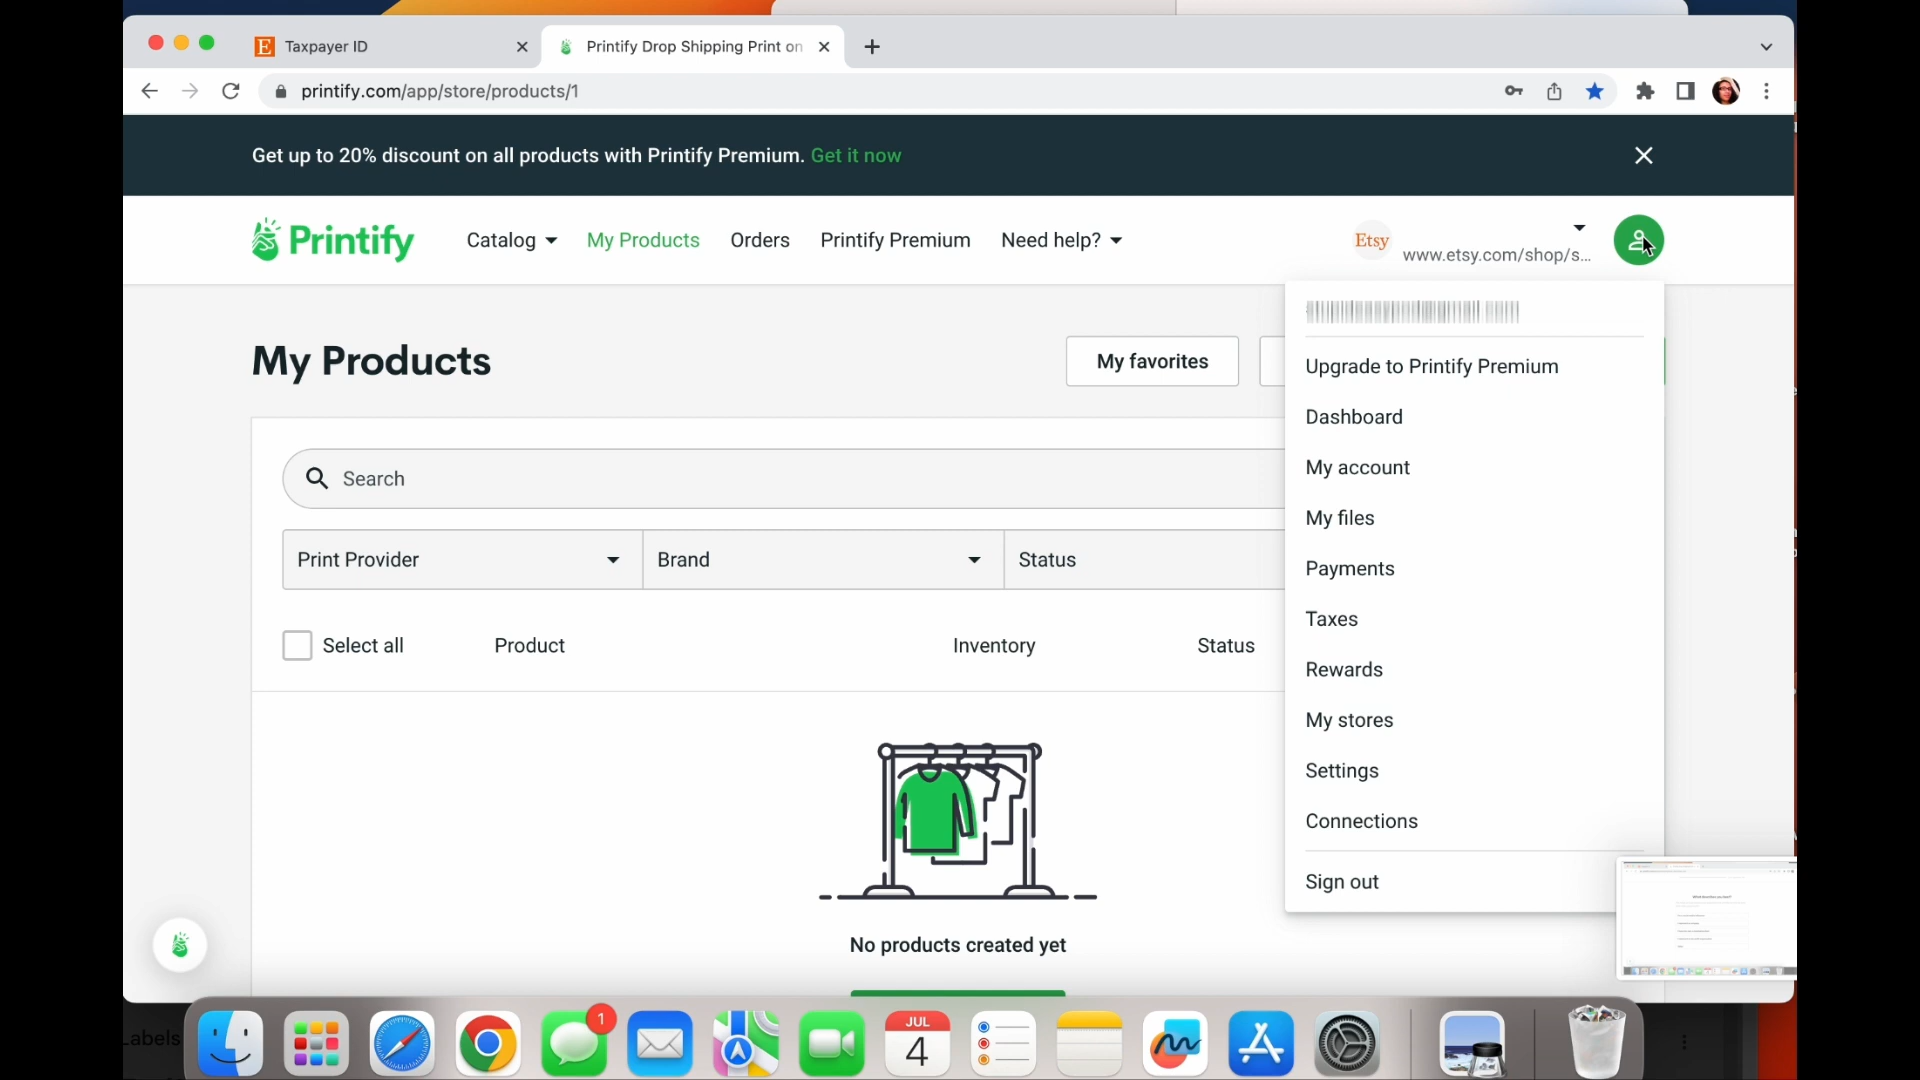 Taxpayer ID
Printify Drop Shipping Print on
printify.com/app/store/products/1
Get up to 20% discount on all products with Printify Premium. Get it now
Printify
Catalog
My Products
Orders
Printify Premium
Need help?
Etsy
www.etsy.com/shop/s...
My Products
My favorites
Upgrade to Printify Premium
Dashboard
My account
My files
Payments
Taxes
Rewards
My stores
Settings
Connections
Sign out
Search
Print Provider
Brand
Status
Select all
Product
Inventory
Status
No products created yet
1
JUL
4